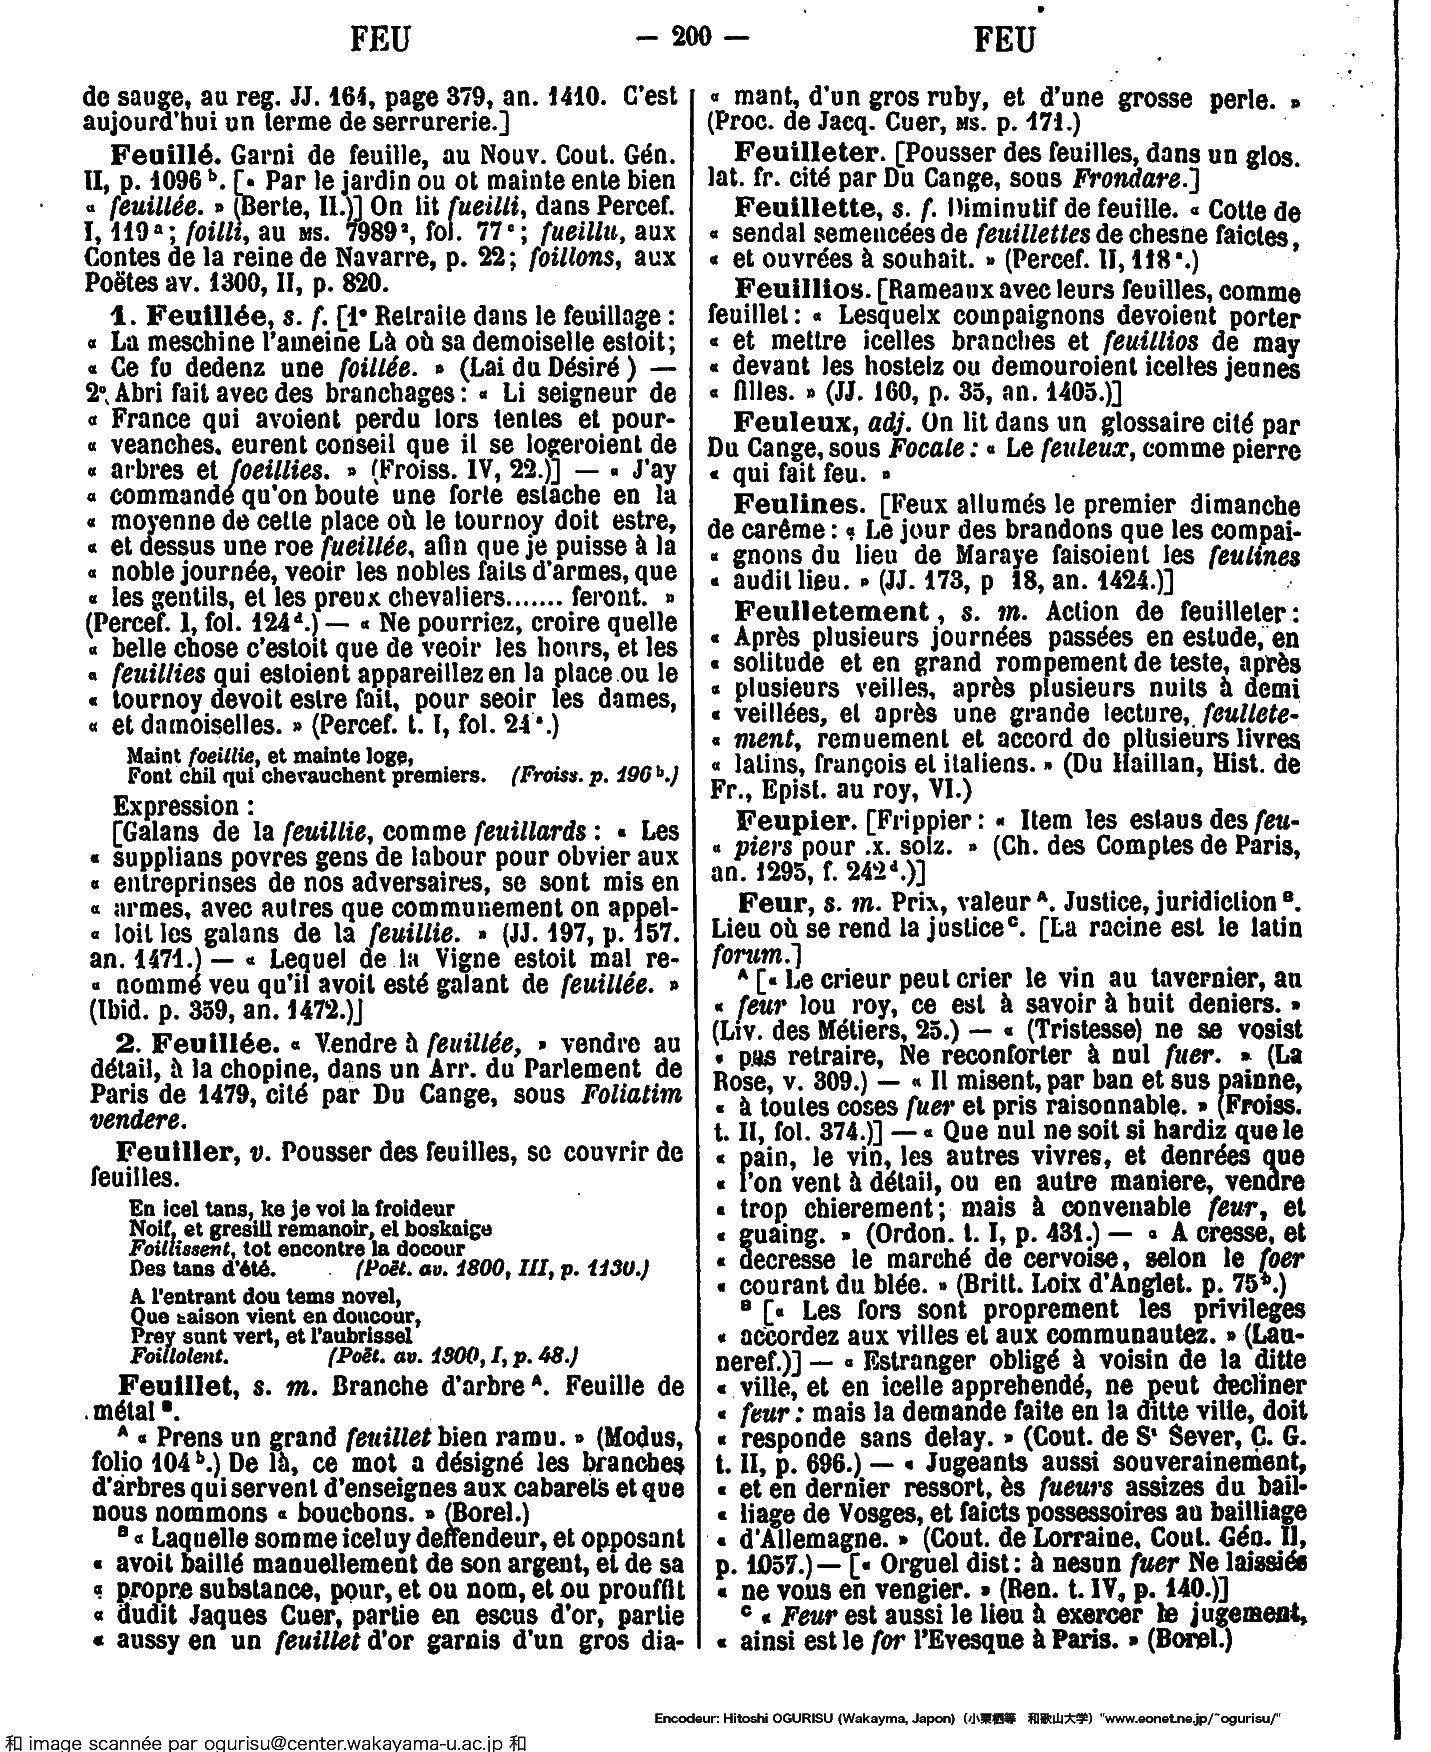 FEU — 200 — FEU
de sauge, au reg. JJ. 164, page 379, an. 1410. C'est
aujourd'hui un terme de serrurerie.]
Feuillé. Garni de feuille, au Nouv. Cout. Gén.
II, p. 1096 b. [« Par le jardin ou ot mainte ente bien
« feuillée. » (Berte, II.)] On lit fueilli, dans Percef.
I, 119 a; foilli, au ms. 7989 2, fol. 77 c; fueillu, aux
Contes de la reine de Navarre, p. 22; foillons, aux
Poëtes av. 1300, II, p. 820.
1. Feuillée, s. f. [1° Retraite dans le feuillage :
« La meschine l'ameine Là où sa demoiselle estoit;
« Ce fu dedenz une foillée. » (Lai du Désiré) —
2° Abri fait avec des branchages : « Li seigneur de
« France qui avoient perdu lors tentes et pour-
« veanches, eurent conseil que il se logeroient de
« arbres et foeillies. » (Froiss. IV, 22.)] — « J'ay
« commandé qu'on boute une forte estache en la
« moyenne de celle place où le tournoy doit estre,
« et dessus une roe fueillée, afin que je puisse à la
« noble journée, veoir les nobles faits d'armes, que
« les gentils, et les preux chevaliers....... feront. »
(Percef. I, fol. 124 d.) — « Ne pourriez, croire quelle
« belle chose c'estoit que de veoir les hours, et les
« feuillies qui estoient appareillez en la place ou le
« tournoy devoit estre fait, pour seoir les dames,
« et damoiselles. » (Percef. t. I, fol. 24 a.)
Maint foeillie, et mainte loge,
Font chil qui chevauchent premiers. (Froiss. p. 196 b.)
Expression :
[Galans de la feuillie, comme feuillards : « Les
« supplians povres gens de labour pour obvier aux
« entreprinses de nos adversaires, se sont mis en
« armes, avec autres que communement on appel-
« loit les galans de la feuillie. » (JJ. 197, p. 157.
an. 1471.) — « Lequel de la Vigne estoit mal re-
« nommé veu qu'il avoit esté galant de feuillée. »
(Ibid. p. 359, an. 1472.)]
2. Feuillée. « Vendre à feuillée, » vendre au
détail, à la chopine, dans un Arr. du Parlement de
Paris de 1479, cité par Du Cange, sous Foliatim
vendere.
Feuiller, v. Pousser des feuilles, se couvrir de
feuilles.
En icel tans, ke je voi la froideur
Noif, et gresill remanoir, el boskaige
Foillissent, tot encontre la docour
Des tans d'été. (Poët. av. 1300, III, p. 1130.)
A l'entrant dou tems novel,
Que saison vient en doucour,
Prey sunt vert, et l'aubrissel
Foillolent. (Poët. av. 1300, I, p. 48.)
Feuillet, s. m. Branche d'arbre A. Feuille de
métal B.
A « Prens un grand feuillet bien ramu. » (Modus,
folio 104 b.) De là, ce mot a désigné les branches
d'arbres qui servent d'enseignes aux cabarets et que
nous nommons « bouchons. » (Borel.)
B « Laquelle somme iceluy deffendeur, et opposant
« avoit baillé manuellement de son argent, et de sa
« propre substance, pour, et ou nom, et ou prouffit
« dudit Jaques Cuer, partie en escus d'or, partie
« aussy en un feuillet d'or garnis d'un gros dia-
« mant, d'un gros ruby, et d'une grosse perle. »
(Proc. de Jacq. Cuer, ms. p. 171.)
Feuilleter. [Pousser des feuilles, dans un glos.
lat. fr. cité par Du Cange, sous Frondare.]
Feuillette, s. f. Diminutif de feuille. « Cotte de
« sendal semencées de feuillettes de chesne faictes,
« et ouvrées à souhait. » (Percef. II, 118 a.)
Feuillios. [Rameaux avec leurs feuilles, comme
feuillet : « Lesquelx compaignons devoient porter
« et mettre icelles branches et feuillios de may
« devant les hostelz ou demouroient icelles jeunes
« filles. » (JJ. 160, p. 35, an. 1405.)]
Feuleux, adj. On lit dans un glossaire cité par
Du Cange, sous Focale : « Le feuleux, comme pierre
« qui fait feu. »
Feulines. [Feux allumés le premier dimanche
de carême : « Le jour des brandons que les compai-
« gnons du lieu de Maraye faisoient les feulines
« audit lieu. » (JJ. 173, p 18, an. 1424.)]
Feulletement, s. m. Action de feuilleter :
« Après plusieurs journées passées en estude, en
« solitude et en grand rompement de teste, après
« plusieurs veilles, après plusieurs nuits à demi
« veillées, et après une grande lecture, feullete-
« ment, remuement et accord de plusieurs livres
« latins, françois et italiens. » (Du Haillan, Hist. de
Fr., Epist. au roy, VI.)
Feupier. [Frippier : « Item les estaus des feu-
« piers pour .x. solz. » (Ch. des Comptes de Paris,
an. 1295, f. 242 d.)]
Feur, s. m. Prix, valeur A. Justice, juridiction B.
Lieu où se rend la justice C. [La racine est le latin
forum.]
A [« Le crieur peut crier le vin au tavernier, au
« feur lou roy, ce est à savoir à huit deniers. »
(Liv. des Métiers, 25.) — « (Tristesse) ne se vosist
« pas retraire, Ne reconforter à nul fuer. » (La
Rose, v. 309.) — « Il misent, par ban et sus painne,
« à toutes coses fuer et pris raisonnable. » (Froiss.
t. II, fol. 374.)] — « Que nul ne soit si hardiz que le
« pain, le vin, les autres vivres, et denrées que
« l'on vent à détail, ou en autre maniere, vendre
« trop chierement; mais à convenable feur, et
« guaing. » (Ordon. t. I, p. 431.) — « A cresse, et
« decresse le marché de cervoise, selon le foer
« courant du blée. » (Britt. Loix d'Anglet. p. 75 b.)
B [« Les fors sont proprement les privileges
« accordez aux villes et aux communautez. » (Lau-
neref.)] — « Estranger obligé à voisin de la ditte
« ville, et en icelle apprehendé, ne peut decliner
« feur : mais la demande faite en la ditte ville, doit
« responde sans delay. » (Cout. de St Sever, C. G.
t. II, p. 696.) — « Jugeants aussi souverainement,
« et en dernier ressort, ès fueurs assizes du bail-
« liage de Vosges, et faicts possessoires au bailliage
« d'Allemagne. » (Cout. de Lorraine, Cout. Gén. II,
p. 1057.) — [« Orguel dist : à nesun fuer Ne laissiés
« ne vous en vengier. » (Ren. t. IV, p. 140.)]
C « Feur est aussi le lieu à exercer le jugement,
« ainsi est le for l'Evesque à Paris. » (Borel.)
Encodeur: Hitoshi OGURISU (Wakayma, Japon) (小栗栖等 和歌山大学) "www.eonet.ne.jp/~ogurisu/"
和 image scannée par ogurisu@center.wakayama-u.ac.jp 和